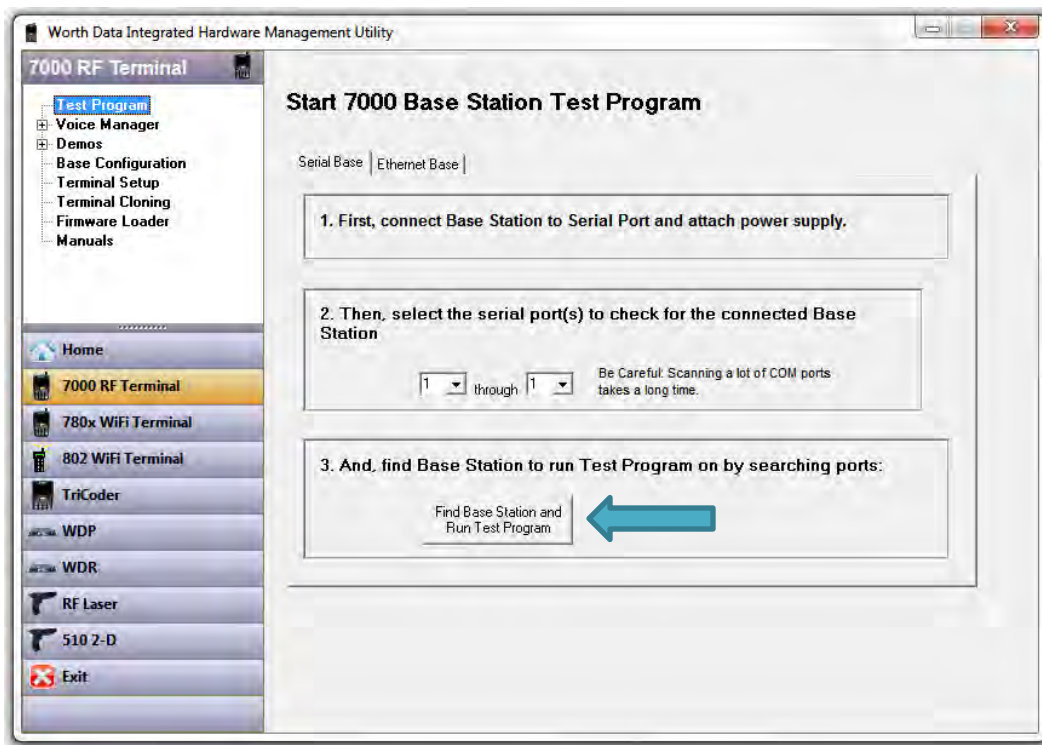 Worth Data Integrated Hardware Management Utility
7000 RF Terminal
Test Program
Voice Manager
Demos
Base Configuration
Terminal Setup
Terminal Cloning
Firmware Loader
Manuals
Home
7000 RF Terminal
780x WiFi Terminal
802 WiFi Terminal
TriCoder
WDP
WDR
RF Laser
510 2-D
Exit
Start 7000 Base Station Test Program
Serial Base
Ethernet Base
1. First, connect Base Station to Serial Port and attach power supply.
2. Then, select the serial port(s) to check for the connected Base
Station
1 through 1
Be Careful: Scanning a lot of COM ports
takes a long time.
3. And, find Base Station to run Test Program on by searching ports:
Find Base Station and
Run Test Program